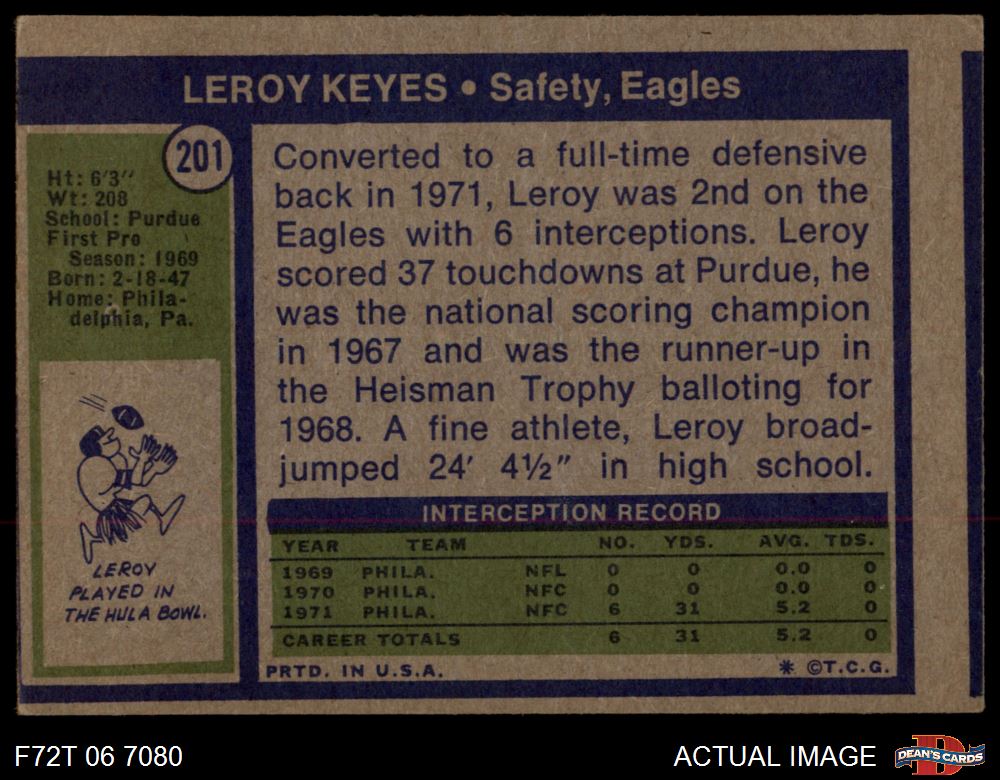 LEROY KEYES • Safety, Eagles
201
Ht: 6'3"
Wt: 208
School: Purdue
First Pro
Season: 1969
Born: 2-18-47
Home: Phila-
delphia, Pa.
LEROY
PLAYED IN
THE HULA BOWL.
Converted to a full-time defensive
back in 1971, Leroy was 2nd on the
Eagles with 6 interceptions. Leroy
scored 37 touchdowns at Purdue, he
was the national scoring champion
in 1967 and was the runner-up in
the Heisman Trophy balloting for
1968. A fine athlete, Leroy broad-
jumped 24' 4½" in high school.
INTERCEPTION RECORD
YEAR TEAM NO. YDS. AVG. TDS.
1969 PHILA. NFL 0 0 0.0 0
1970 PHILA. NFC 0 0 0.0 0
1971 PHILA. NFC 6 31 5.2 0
CAREER TOTALS 6 31 5.2 0
PRTD. IN U.S.A. * ©T.C.G.
F72T 06 7080
ACTUAL IMAGE
D
DEAN'S CARDS